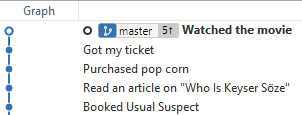 Graph
master 5↑ Watched the movie
Got my ticket
Purchased pop corn
Read an article on "Who Is Keyser Söze"
Booked Usual Suspect